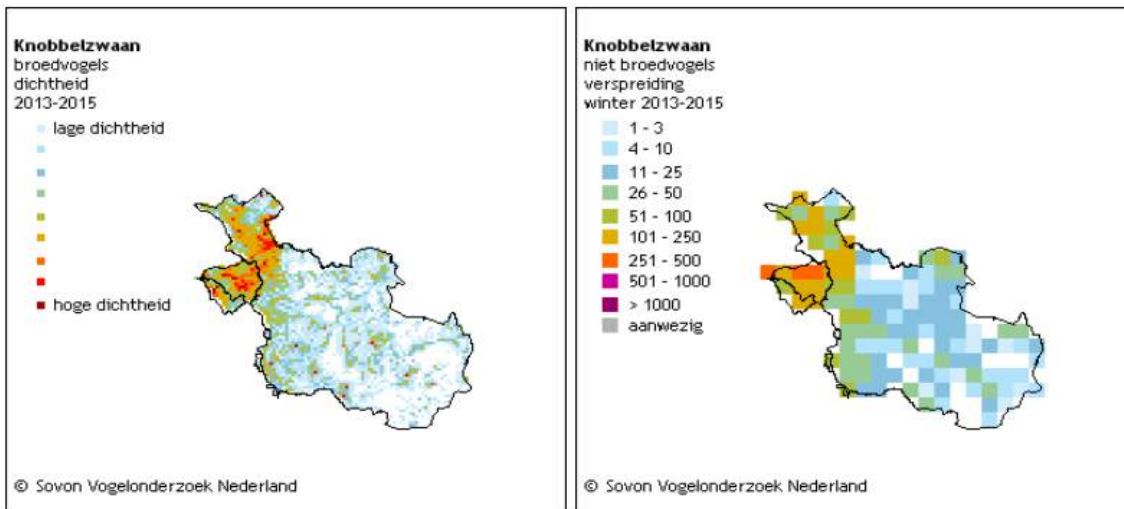 Knobbelzwaan
broedvogels
dichtheid
2013-2015
lage dichtheid
hoge dichtheid
© Sovon Vogelonderzoek Nederland
Knobbelzwaan
niet broedvogels
verspreiding
winter 2013-2015
1 - 3
4 - 10
11 - 25
26 - 50
51 - 100
101 - 250
251 - 500
501 - 1000
> 1000
aanwezig
© Sovon Vogelonderzoek Nederland